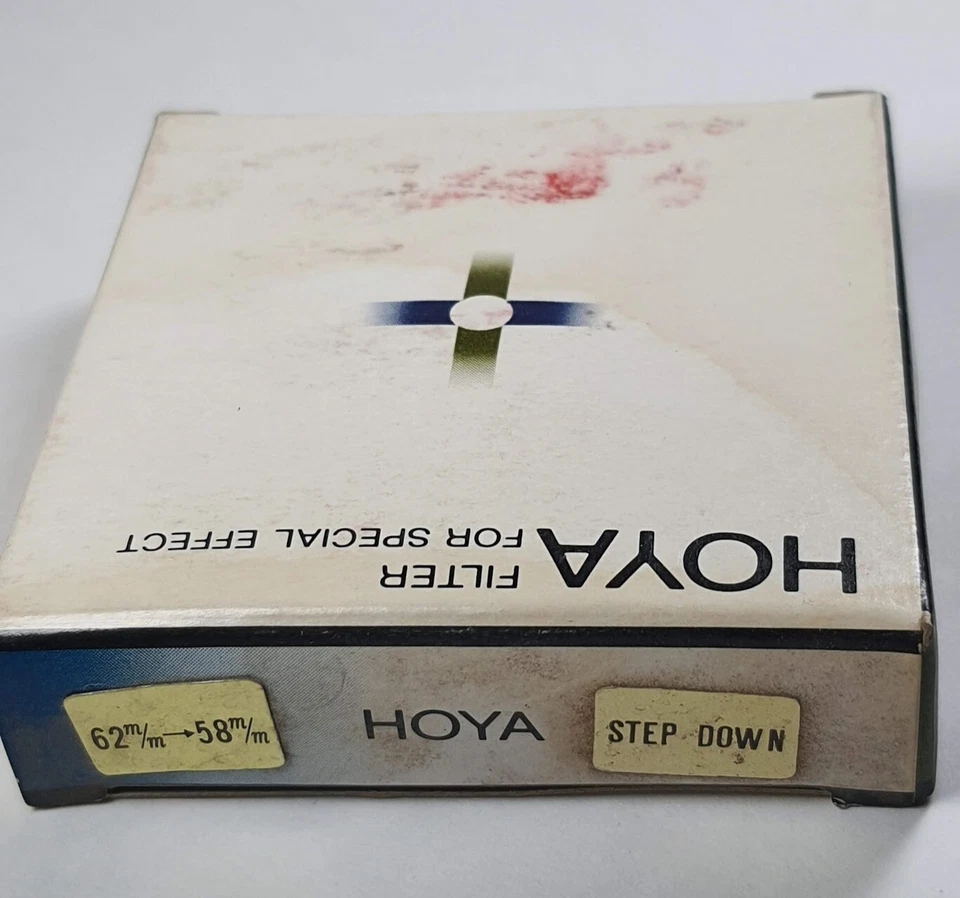 HOYA
FILTER
FOR SPECIAL EFFECT
62m/m→58m/m
HOYA
STEP DOWN